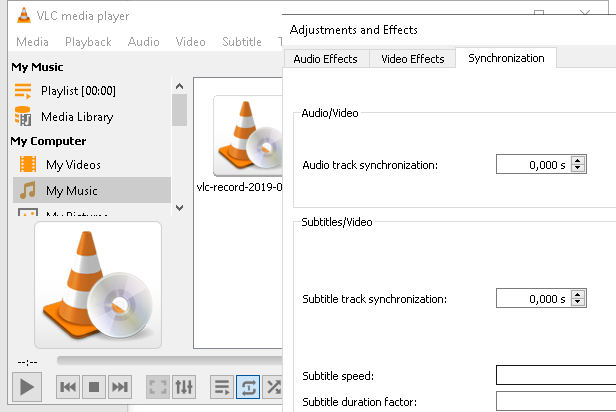 VLC media player
Media Playback Audio Video Subtitle
My Music
Playlist [00:00]
Media Library
My Computer
My Videos
My Music
My Pictures
vlc-record-2019-0
--:--
Adjustments and Effects
Audio Effects Video Effects Synchronization
Audio/Video
Audio track synchronization: 0,000 s
Subtitles/Video
Subtitle track synchronization: 0,000 s
Subtitle speed:
Subtitle duration factor: